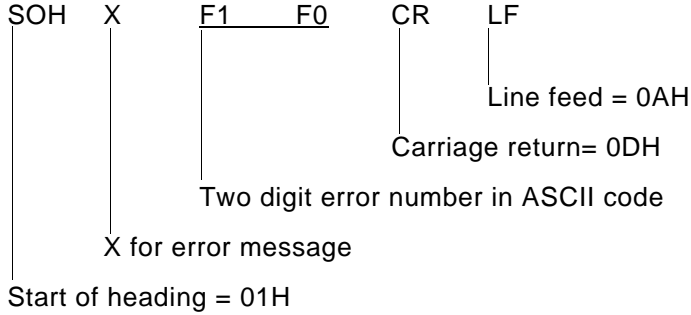 SOH X F1 F0 CR LF
Line feed = 0AH
Carriage return= 0DH
Two digit error number in ASCII code
X for error message
Start of heading = 01H